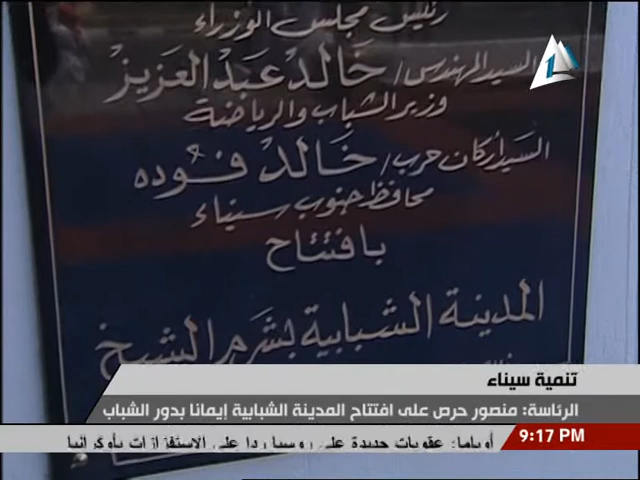 رئيس مجلس الوزراء
السيد المهندس / خالد عبد العزيز
وزير الشباب والرياضة
السيد أركان حرب / خالد فوده
محافظ جنوب سيناء
بافتتاح
المدينة الشبابية بشرم الشيخ
تنمية سيناء
الرئاسة: منصور حرص على افتتاح المدينة الشبابية إيمانا بدور الشباب
أوباما: عقوبات جديدة على روسيا ردا على الاستفزازات بأوكرانيا
9:17 PM